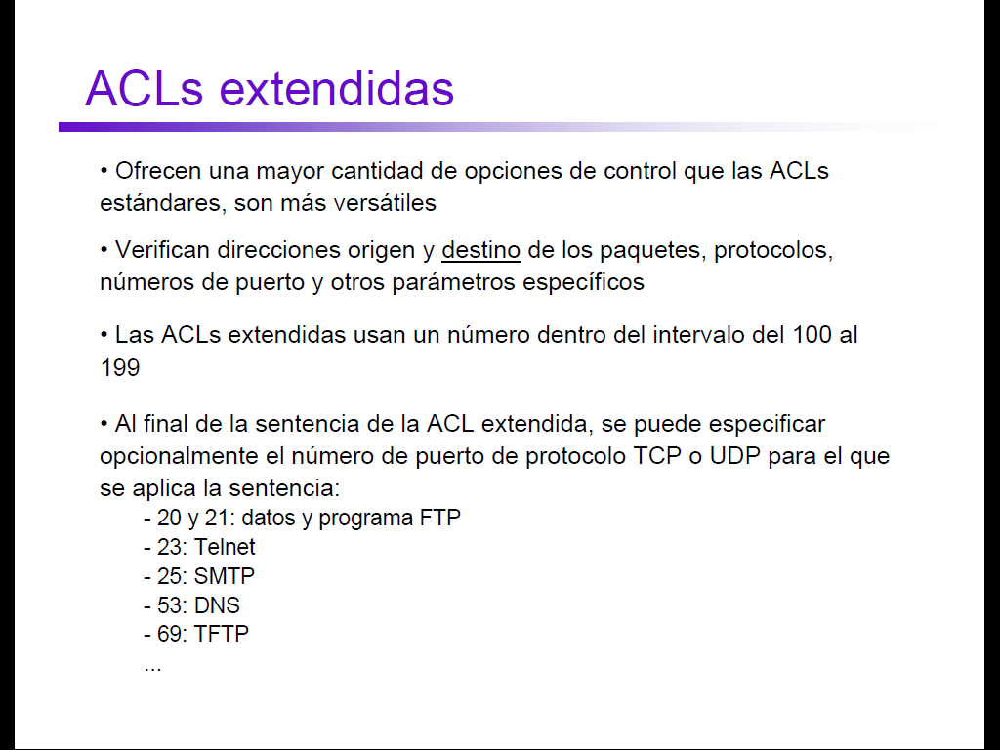 ACLs extendidas
• Ofrecen una mayor cantidad de opciones de control que las ACLs
estándares, son más versátiles
• Verifican direcciones origen y destino de los paquetes, protocolos,
números de puerto y otros parámetros específicos
• Las ACLs extendidas usan un número dentro del intervalo del 100 al
199
• Al final de la sentencia de la ACL extendida, se puede especificar
opcionalmente el número de puerto de protocolo TCP o UDP para el que
se aplica la sentencia:
- 20 y 21: datos y programa FTP
- 23: Telnet
- 25: SMTP
- 53: DNS
- 69: TFTP
...